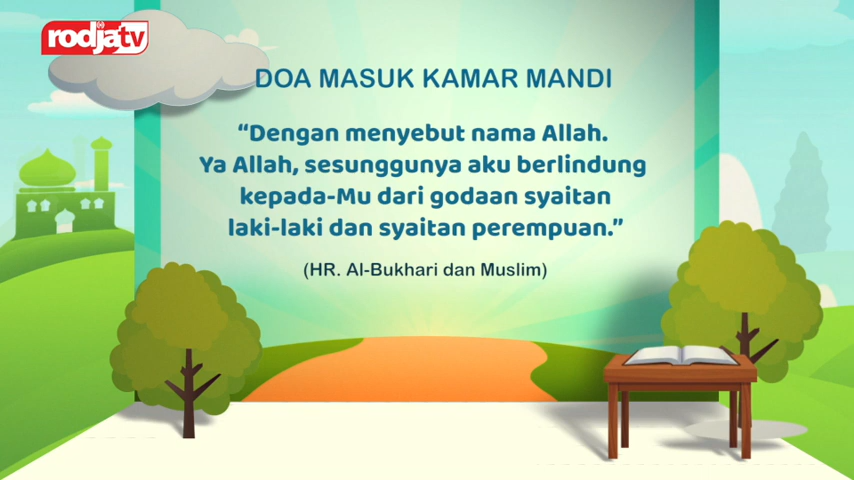 rodjatv
DOA MASUK KAMAR MANDI
“Dengan menyebut nama Allah.
Ya Allah, sesunggunya aku berlindung
kepada-Mu dari godaan syaitan
laki-laki dan syaitan perempuan.”
(HR. Al-Bukhari dan Muslim)